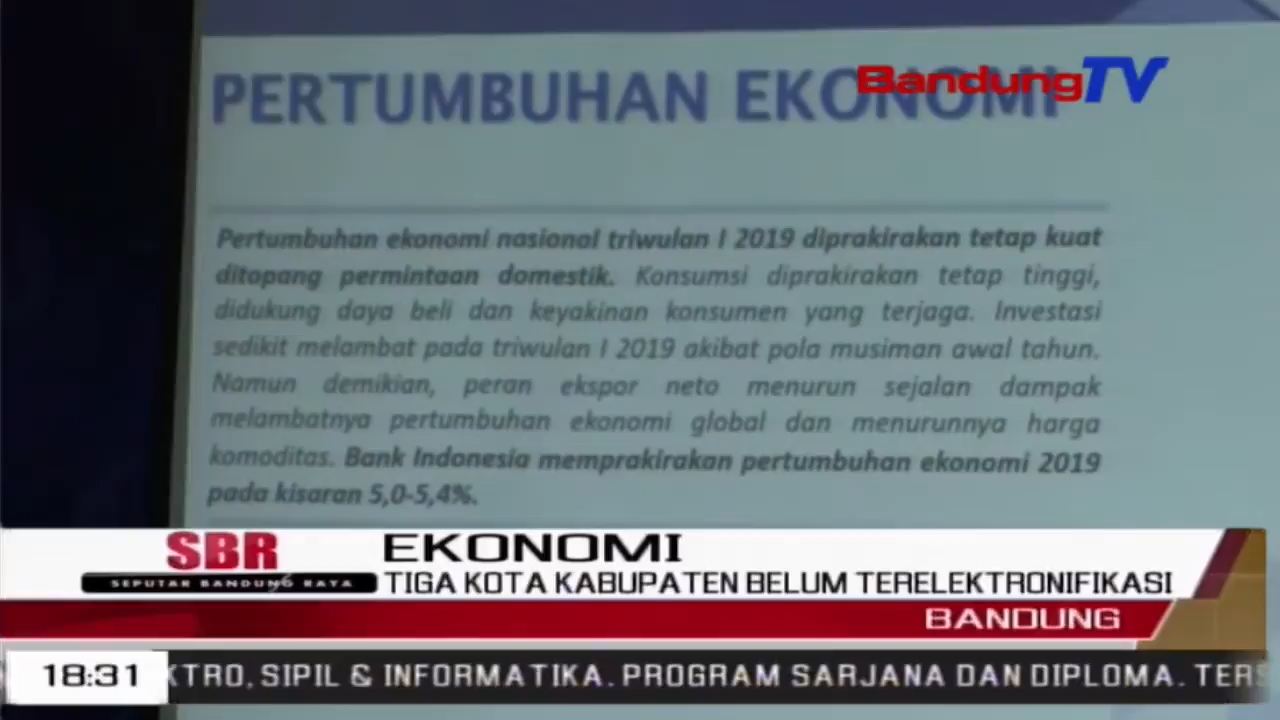 BandungTV
PERTUMBUHAN EKONOMI
Pertumbuhan ekonomi nasional triwulan I 2019 diprakirakan tetap kuat
ditopang permintaan domestik. Konsumsi diprakirakan tetap tinggi,
didukung daya beli dan keyakinan konsumen yang terjaga. Investasi
sedikit melambat pada triwulan I 2019 akibat pola musiman awal tahun.
Namun demikian, peran ekspor neto menurun sejalan dampak
melambatnya pertumbuhan ekonomi global dan menurunnya harga
komoditas. Bank Indonesia memprakirakan pertumbuhan ekonomi 2019
pada kisaran 5,0-5,4%.
SBR
SEPUTAR BANDUNG RAYA
EKONOMI
TIGA KOTA KABUPATEN BELUM TERELEKTRONIFIKASI
BANDUNG
18:31 KTRO, SIPIL & INFORMATIKA. PROGRAM SARJANA DAN DIPLOMA. TERS